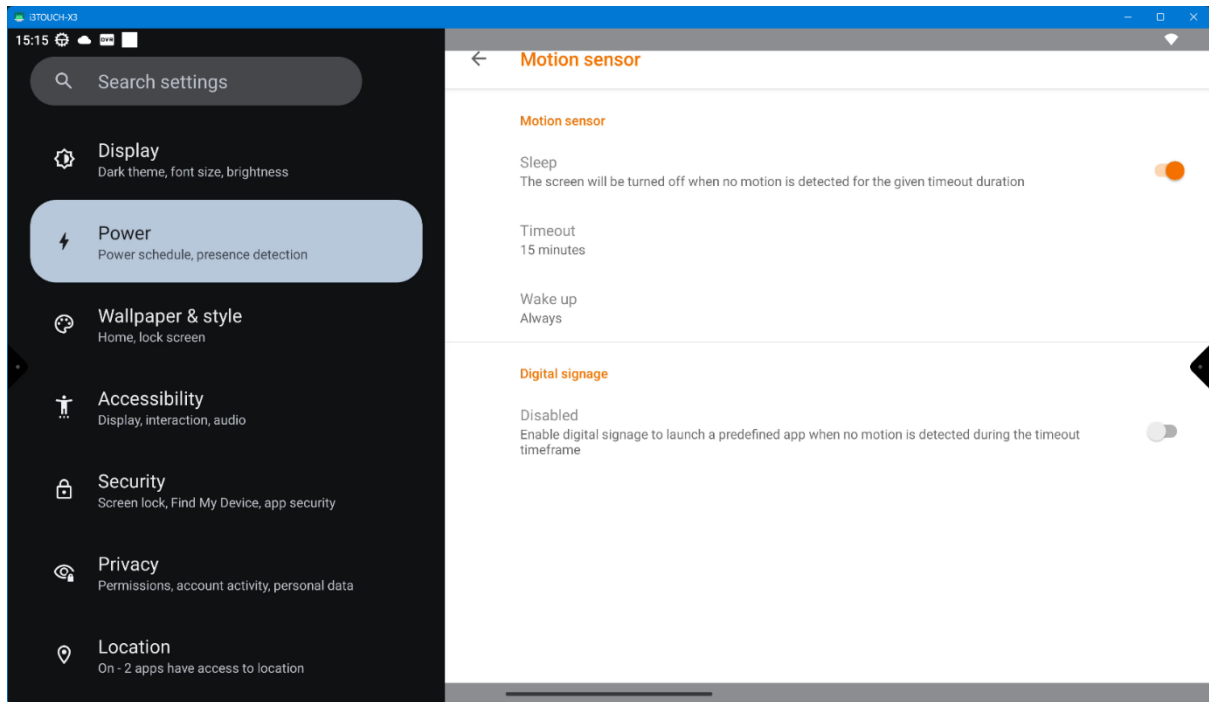 i3TOUCH-X3
15:15
DVR
Search settings
Display
Dark theme, font size, brightness
Power
Power schedule, presence detection
Wallpaper & style
Home, lock screen
Accessibility
Display, interaction, audio
Security
Screen lock, Find My Device, app security
Privacy
Permissions, account activity, personal data
Location
On - 2 apps have access to location
Motion sensor
Motion sensor
Sleep
The screen will be turned off when no motion is detected for the given timeout duration
Timeout
15 minutes
Wake up
Always
Digital signage
Disabled
Enable digital signage to launch a predefined app when no motion is detected during the timeout
timeframe